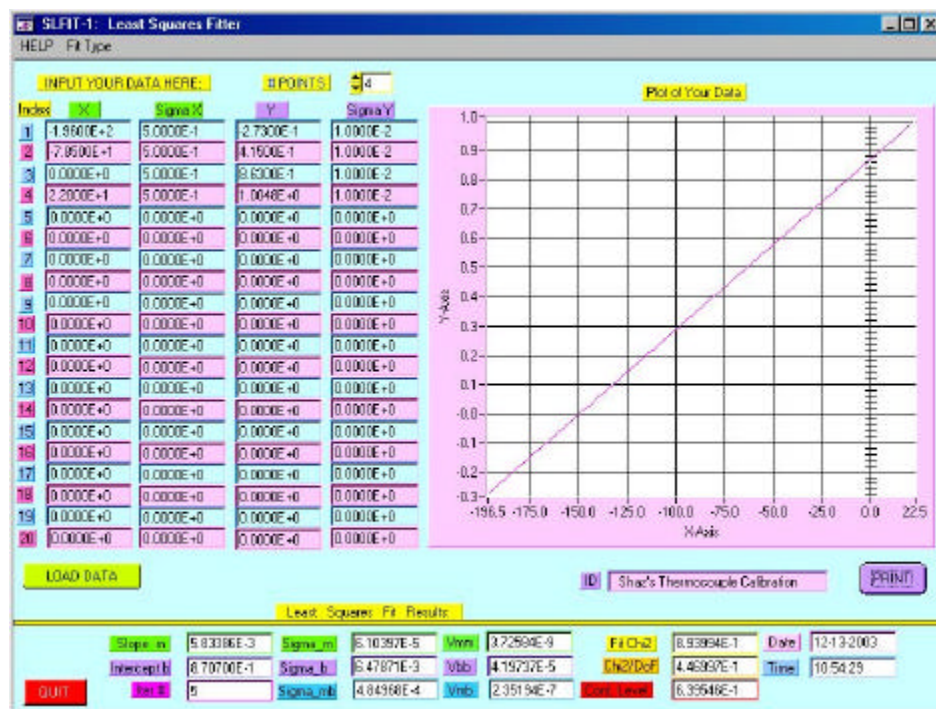 SLFIT-1: Least Squares Fitter
HELP Fit Type
INPUT YOUR DATA HERE: # POINTS 4
Index X Sigma X Y Sigma Y
1 -1.9600E+2 5.0000E-1 -2.7300E-1 1.0000E-2
2 -7.8500E+1 5.0000E-1 4.1500E-1 1.0000E-2
3 0.0000E+0 5.0000E-1 8.6300E-1 1.0000E-2
4 2.2000E+1 5.0000E-1 1.0048E+0 1.0000E-2
5 0.0000E+0 0.0000E+0 0.0000E+0 0.0000E+0
6 0.0000E+0 0.0000E+0 0.0000E+0 0.0000E+0
7 0.0000E+0 0.0000E+0 0.0000E+0 0.0000E+0
8 0.0000E+0 0.0000E+0 0.0000E+0 0.0000E+0
9 0.0000E+0 0.0000E+0 0.0000E+0 0.0000E+0
10 0.0000E+0 0.0000E+0 0.0000E+0 0.0000E+0
11 0.0000E+0 0.0000E+0 0.0000E+0 0.0000E+0
12 0.0000E+0 0.0000E+0 0.0000E+0 0.0000E+0
13 0.0000E+0 0.0000E+0 0.0000E+0 0.0000E+0
14 0.0000E+0 0.0000E+0 0.0000E+0 0.0000E+0
15 0.0000E+0 0.0000E+0 0.0000E+0 0.0000E+0
16 0.0000E+0 0.0000E+0 0.0000E+0 0.0000E+0
17 0.0000E+0 0.0000E+0 0.0000E+0 0.0000E+0
18 0.0000E+0 0.0000E+0 0.0000E+0 0.0000E+0
19 0.0000E+0 0.0000E+0 0.0000E+0 0.0000E+0
20 0.0000E+0 0.0000E+0 0.0000E+0 0.0000E+0
Plot of Your Data
1.0
0.9
0.8
0.7
0.6
0.5
0.4
0.3
0.2
0.1
-0.0
-0.1
-0.2
-0.3
Y-Axis
-196.5 -175.0 -150.0 -125.0 -100.0 -75.0 -50.0 -25.0 0.0 22.5
X-Axis
LOAD DATA
ID Shaz's Thermocouple Calibration PRINT
Least Squares Fit Results
Slope m 5.83386E-3 Sigma_m 6.10397E-5 Vmm 3.72584E-9 Fit Chi2 8.93994E-1 Date 12-13-2003
Intercept b 8.70700E-1 Sigma_b 6.47871E-3 Vbb 4.19737E-5 Chi2/DoF 4.46997E-1 Time 10:54:29
QUIT Iter # 5 Sigma_mb 4.84968E-4 Vmb 2.35194E-7 Conf. Level 6.39546E-1